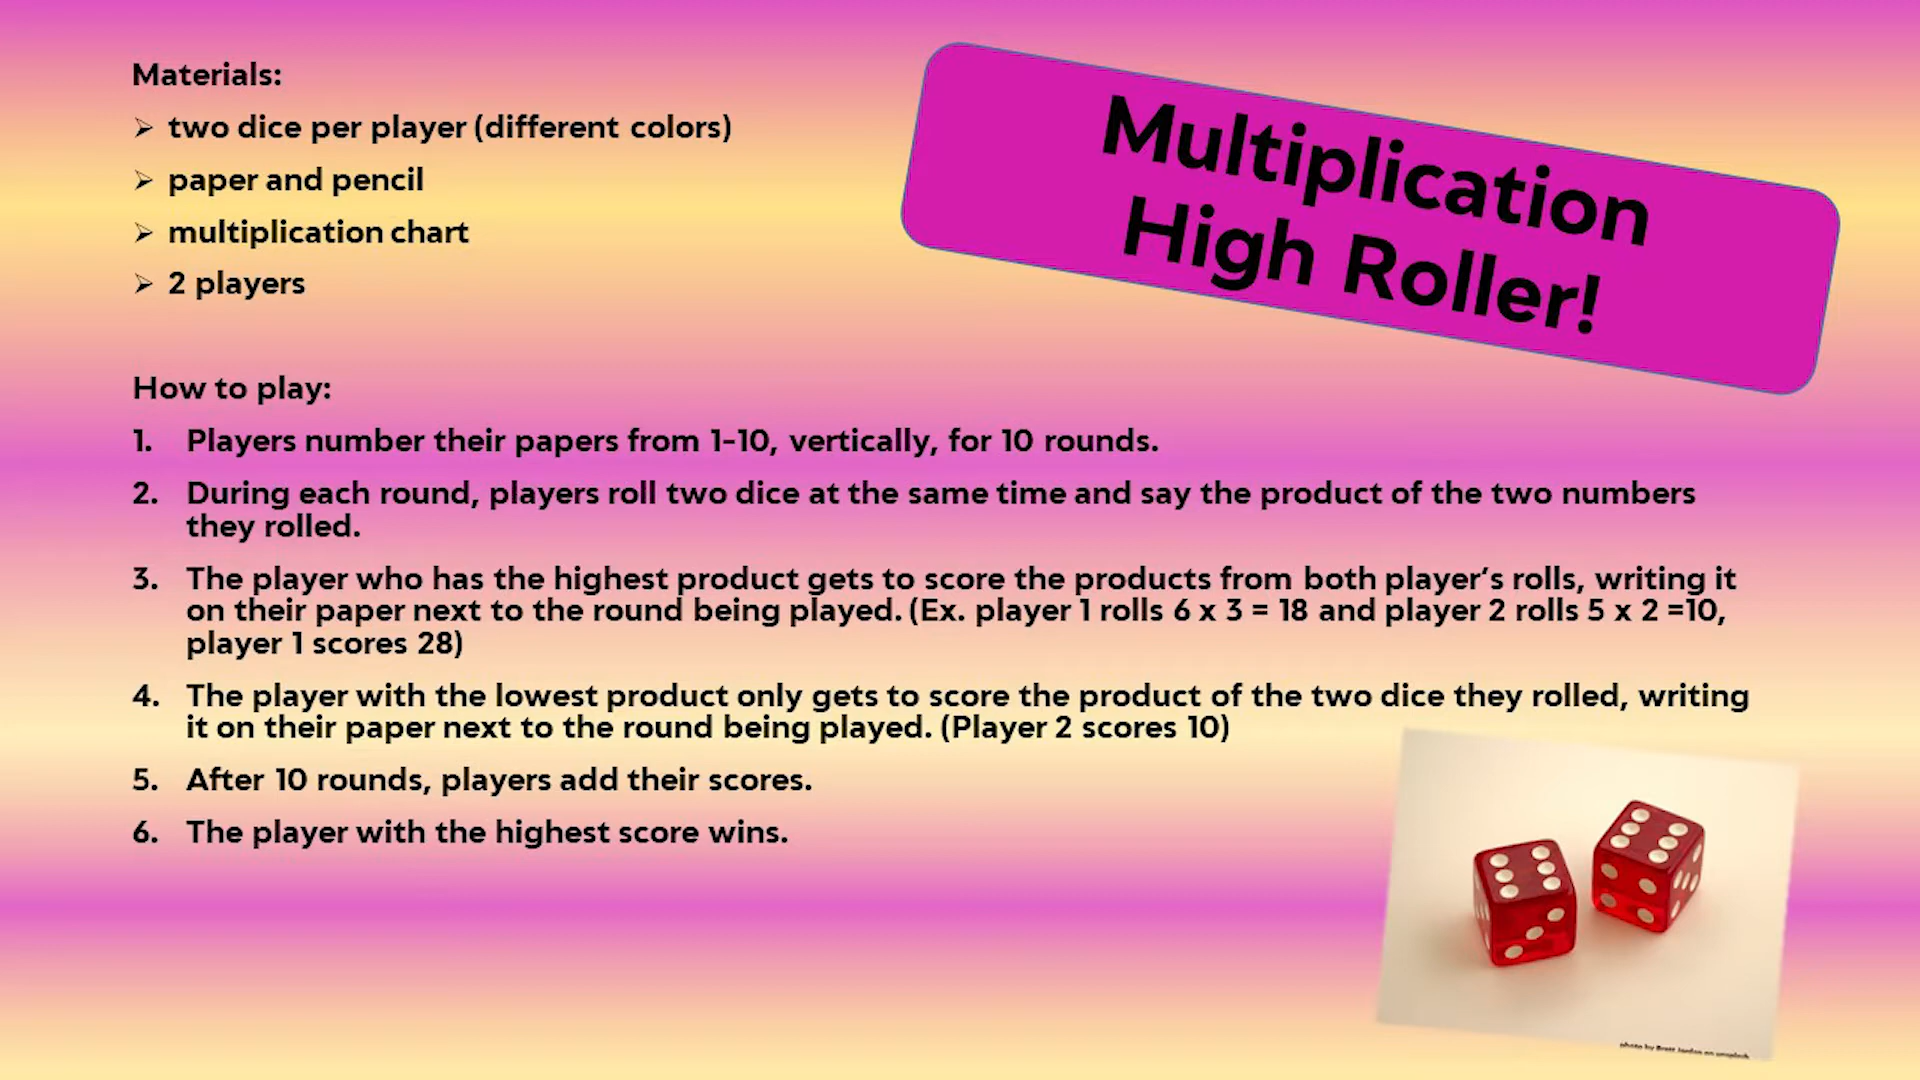 Materials:
➢ two dice per player (different colors)
➢ paper and pencil
➢ multiplication chart
➢ 2 players
Multiplication
High Roller!
How to play:
1. Players number their papers from 1-10, vertically, for 10 rounds.
2. During each round, players roll two dice at the same time and say the product of the two numbers
they rolled.
3. The player who has the highest product gets to score the products from both player’s rolls, writing it
on their paper next to the round being played. (Ex. player 1 rolls 6 x 3 = 18 and player 2 rolls 5 x 2 =10,
player 1 scores 28)
4. The player with the lowest product only gets to score the product of the two dice they rolled, writing
it on their paper next to the round being played. (Player 2 scores 10)
5. After 10 rounds, players add their scores.
6. The player with the highest score wins.
photo by Brett Jordan on unsplash